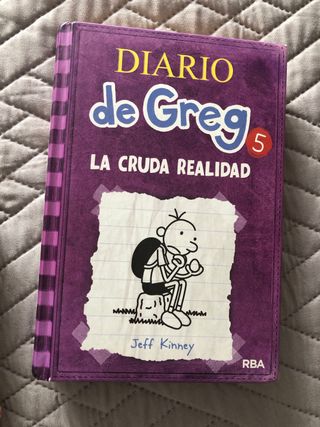 DIARIO
de Greg 5
LA CRUDA REALIDAD
Jeff Kinney
RBA